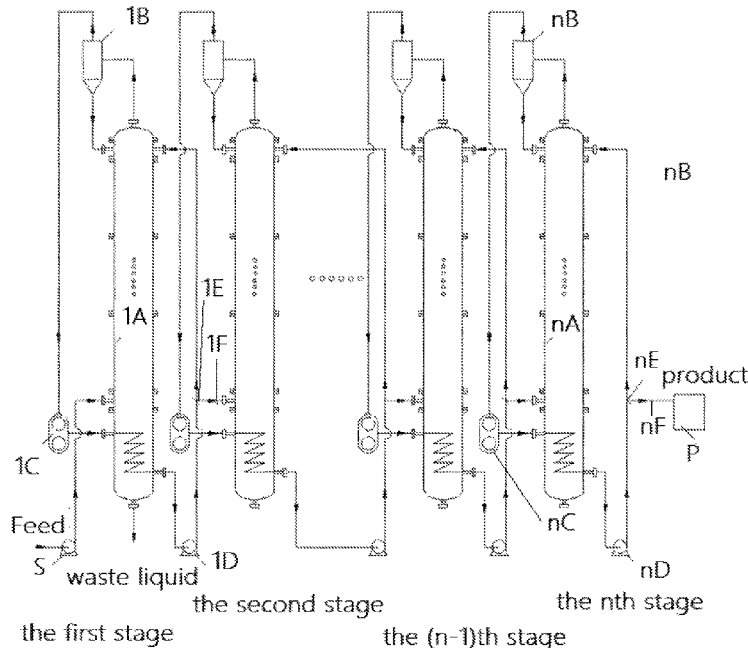 1B
nB
nB
1E
1A
1F
nA
nE
product
nF
P
1C
nC
Feed
S
waste liquid
1D
nD
the second stage
the nth stage
the first stage
the (n-1)th stage